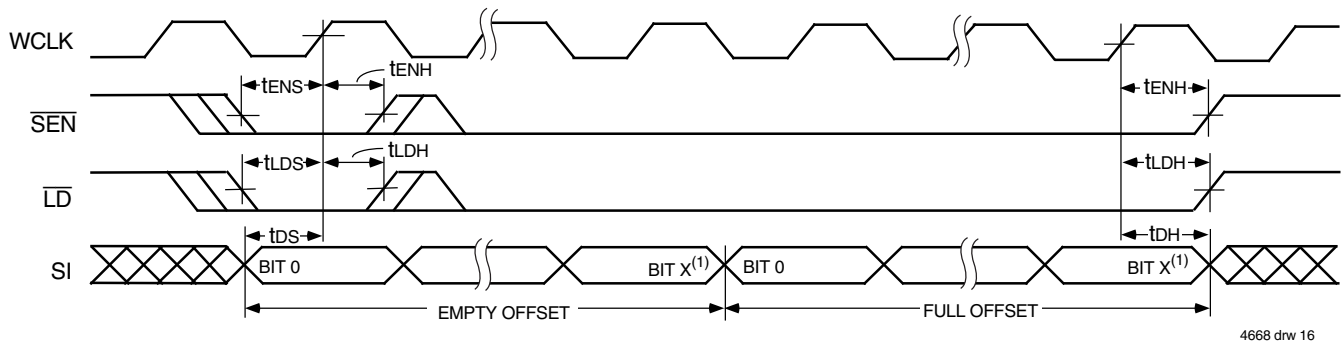 WCLK
tENS
tENH
tENH
SEN
tLDS
tLDH
tLDH
LD
tDS
tDH
SI
BIT 0
BIT X(1)
BIT 0
BIT X(1)
EMPTY OFFSET
FULL OFFSET
4668 drw 16